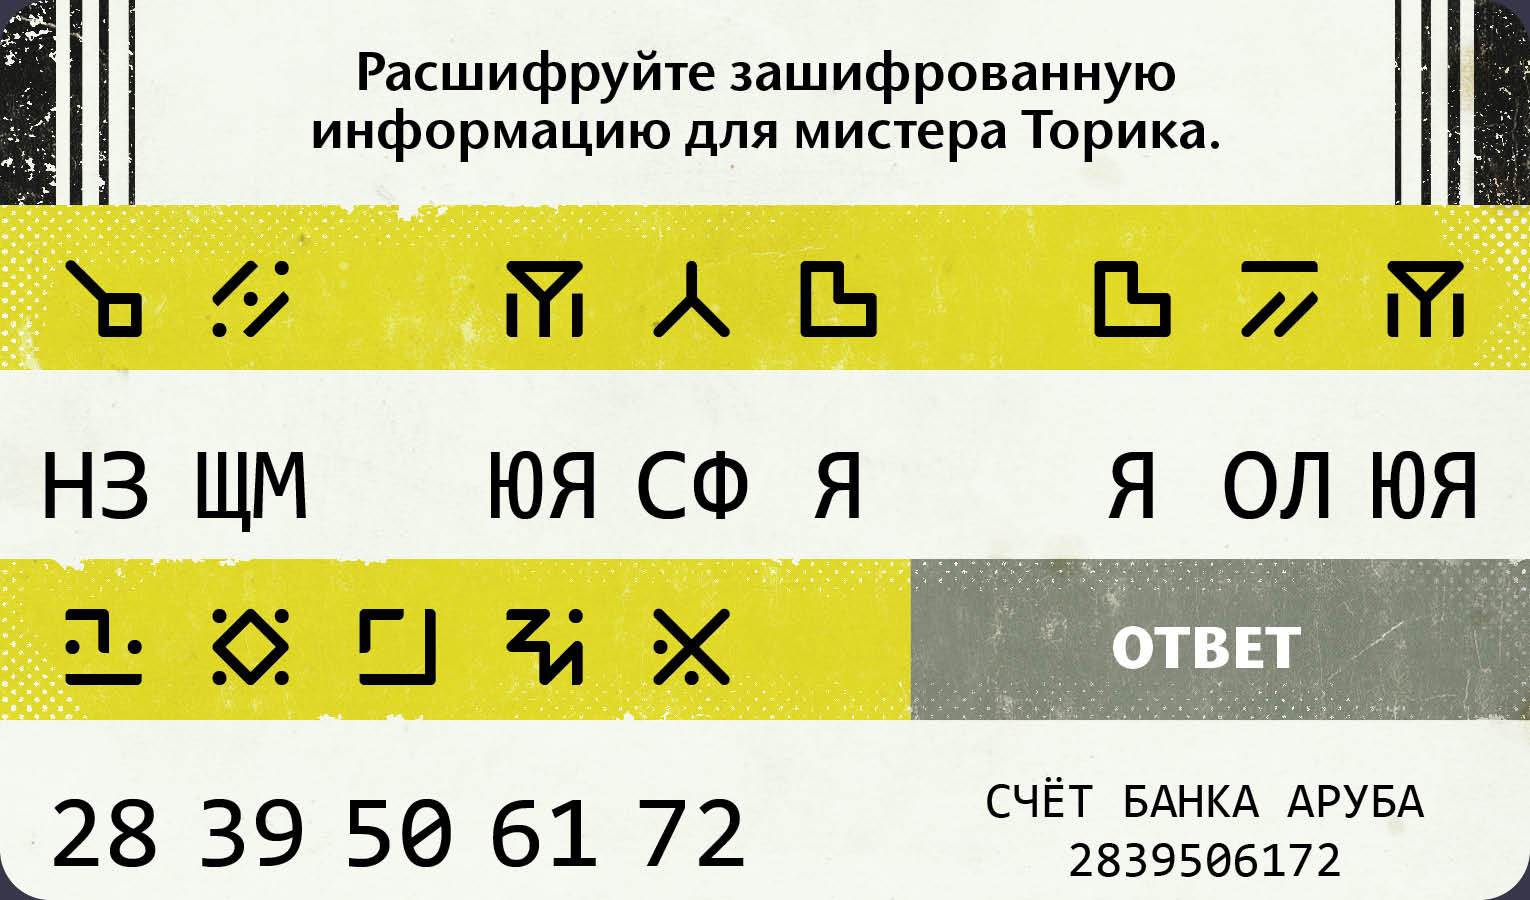 Расшифруйте зашифрованную
информацию для мистера Торика.
НЗ ЩМ ЮЯ СФ Я Я ОЛ ЮЯ
ОТВЕТ
28 39 50 61 72
СЧЁТ БАНКА АРУБА
2839506172